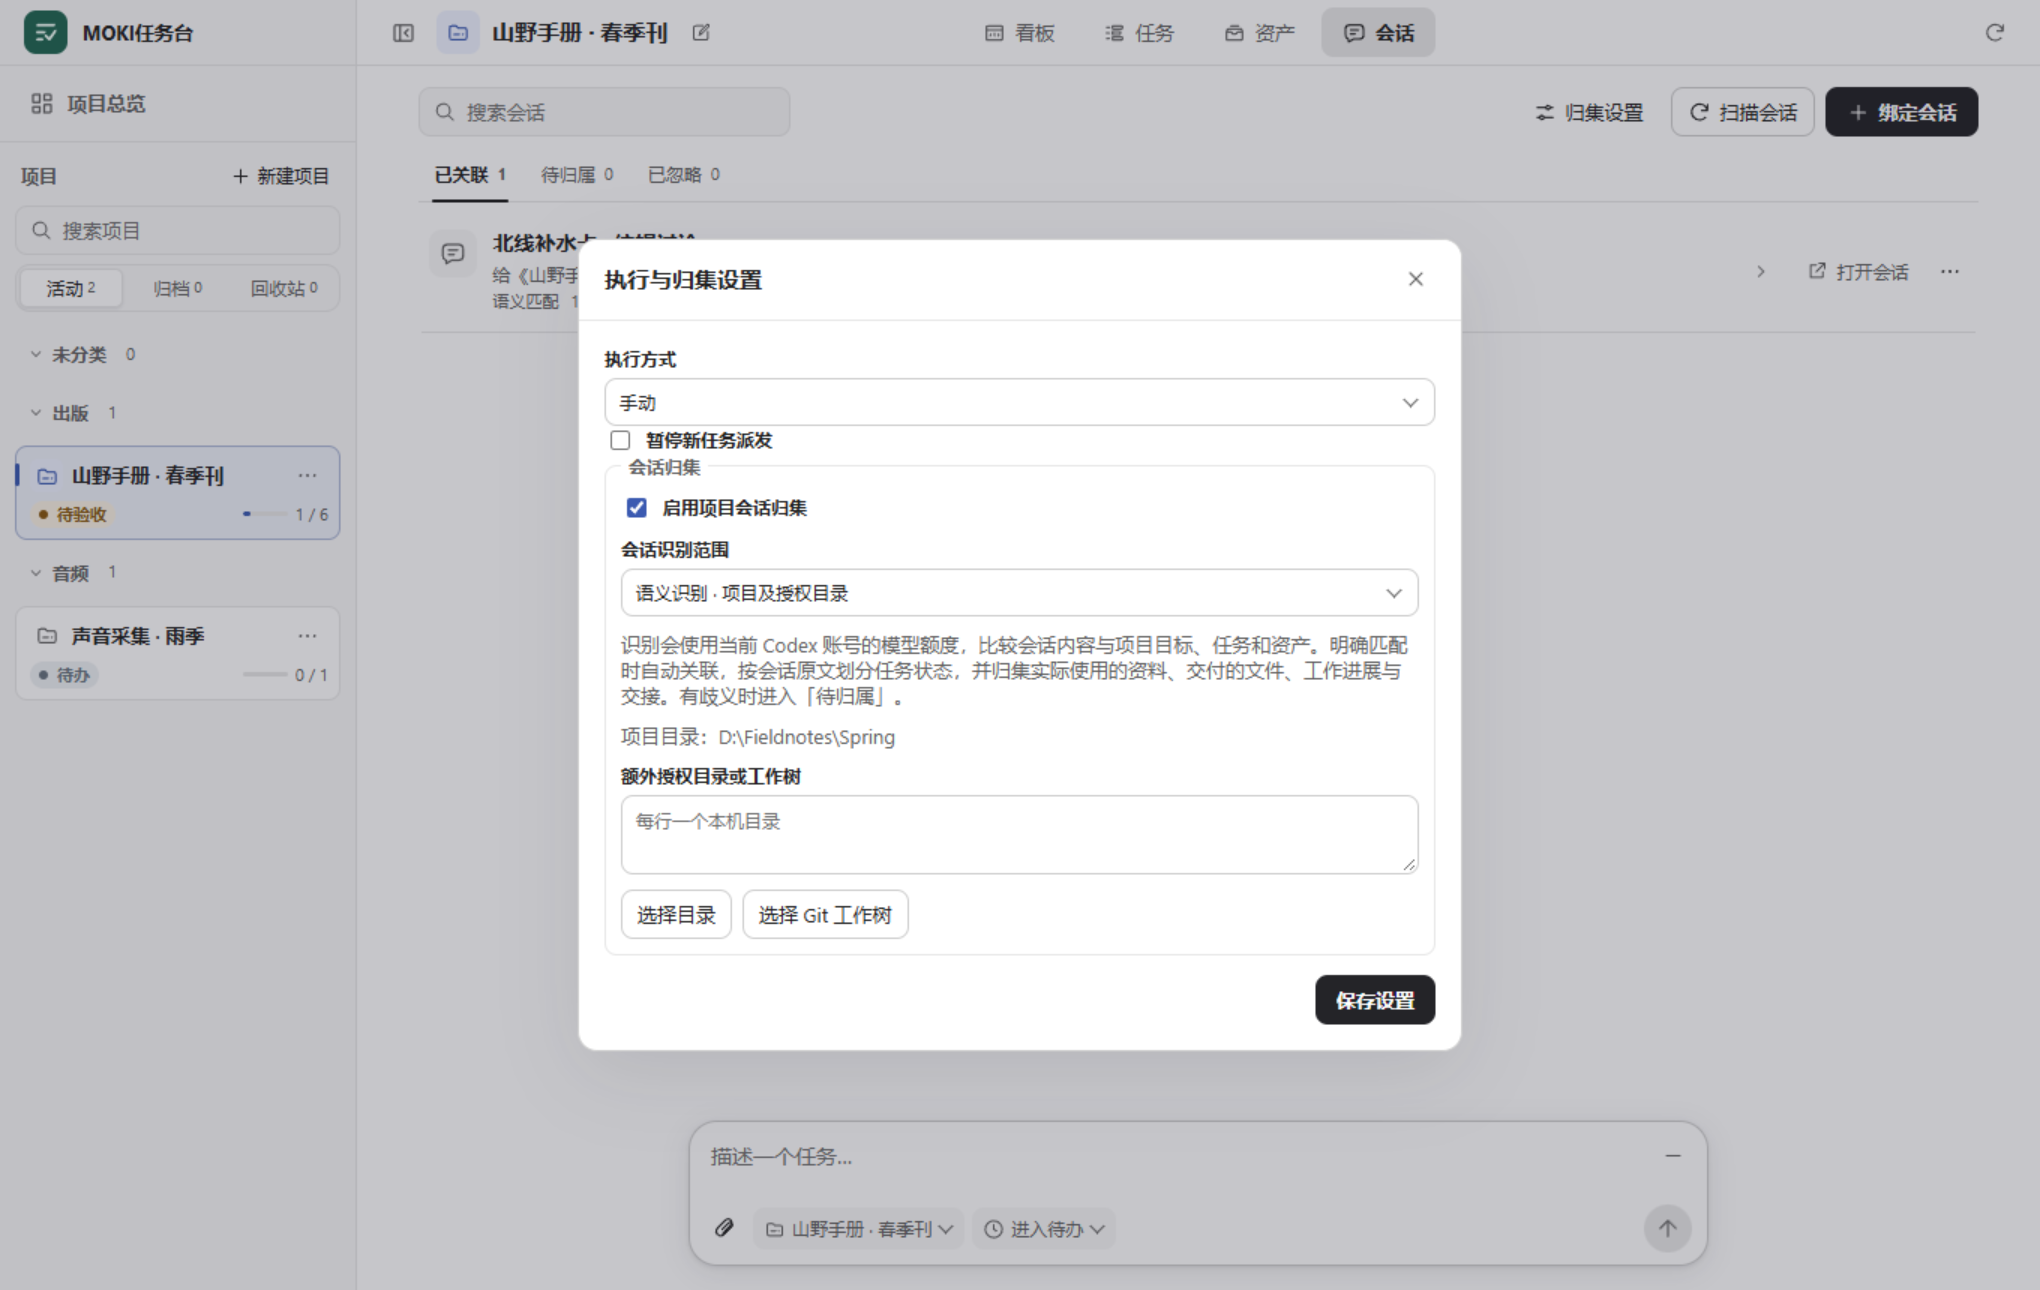 MOKI任务台
山野手册 · 春季刊
看板
任务
资产
会话
项目总览
搜索会话
归集设置
扫描会话
+ 绑定会话
项目
+ 新建项目
已关联 1
待归属 0
已忽略 0
搜索项目
活动 2
归档 0
回收站 0
北线补水卡
给《山野手
语义匹配
打开会话
未分类 0
出版 1
山野手册 · 春季刊
待验收
1 / 6
音频 1
声音采集 · 雨季
待办
0 / 1
执行与归集设置
执行方式
手动
暂停新任务派发
会话归集
启用项目会话归集
会话识别范围
语义识别 · 项目及授权目录
识别会使用当前 Codex 账号的模型额度，比较会话内容与项目目标、任务和资产。明确匹配
时自动关联，按会话原文划分任务状态，并归集实际使用的资料、交付的文件、工作进展与
交接。有歧义时进入「待归属」。
项目目录：D:\Fieldnotes\Spring
额外授权目录或工作树
每行一个本机目录
选择目录
选择 Git 工作树
保存设置
描述一个任务...
山野手册 · 春季刊
进入待办